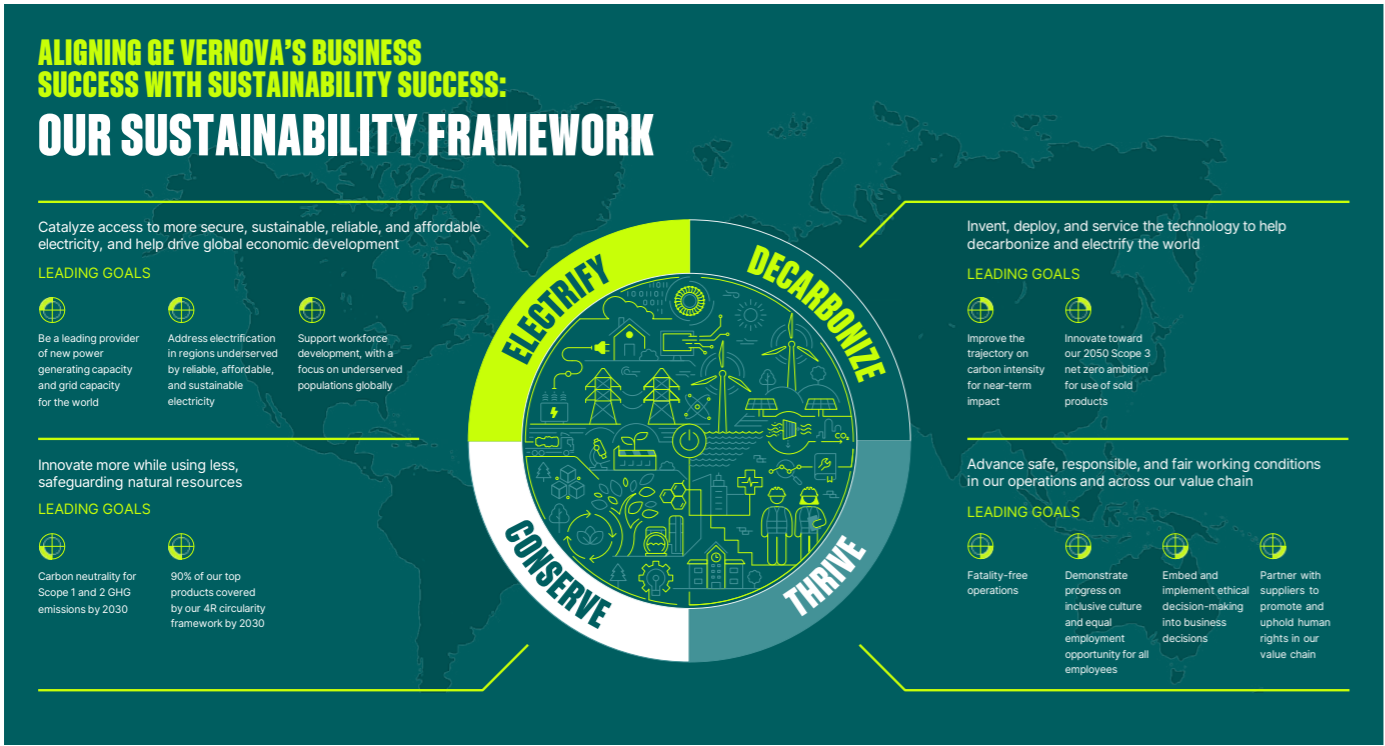 ALIGNING GE VERNOVA'S BUSINESS
SUCCESS WITH SUSTAINABILITY SUCCESS:
OUR SUSTAINABILITY FRAMEWORK
Catalyze access to more secure, sustainable, reliable, and affordable
electricity, and help drive global economic development
LEADING GOALS
Be a leading provider
of new power
generating capacity
and grid capacity
for the world
Address electrification
in regions underserved
by reliable, affordable,
and sustainable
electricity
Support workforce
development, with a
focus on underserved
populations globally
Innovate more while using less,
safeguarding natural resources
LEADING GOALS
Carbon neutrality for
Scope 1 and 2 GHG
emissions by 2030
90% of our top
products covered
by our 4R circularity
framework by 2030
ELECTRIFY
DECARBONIZE
CONSERVE
THRIVE
CO₂
Invent, deploy, and service the technology to help
decarbonize and electrify the world
LEADING GOALS
Improve the
trajectory on
carbon intensity
for near-term
impact
Innovate toward
our 2050 Scope 3
net zero ambition
for use of sold
products
Advance safe, responsible, and fair working conditions
in our operations and across our value chain
LEADING GOALS
Fatality-free
operations
Demonstrate
progress on
inclusive culture
and equal
employment
opportunity for all
employees
Embed and
implement ethical
decision-making
into business
decisions
Partner with
suppliers to
promote and
uphold human
rights in our
value chain